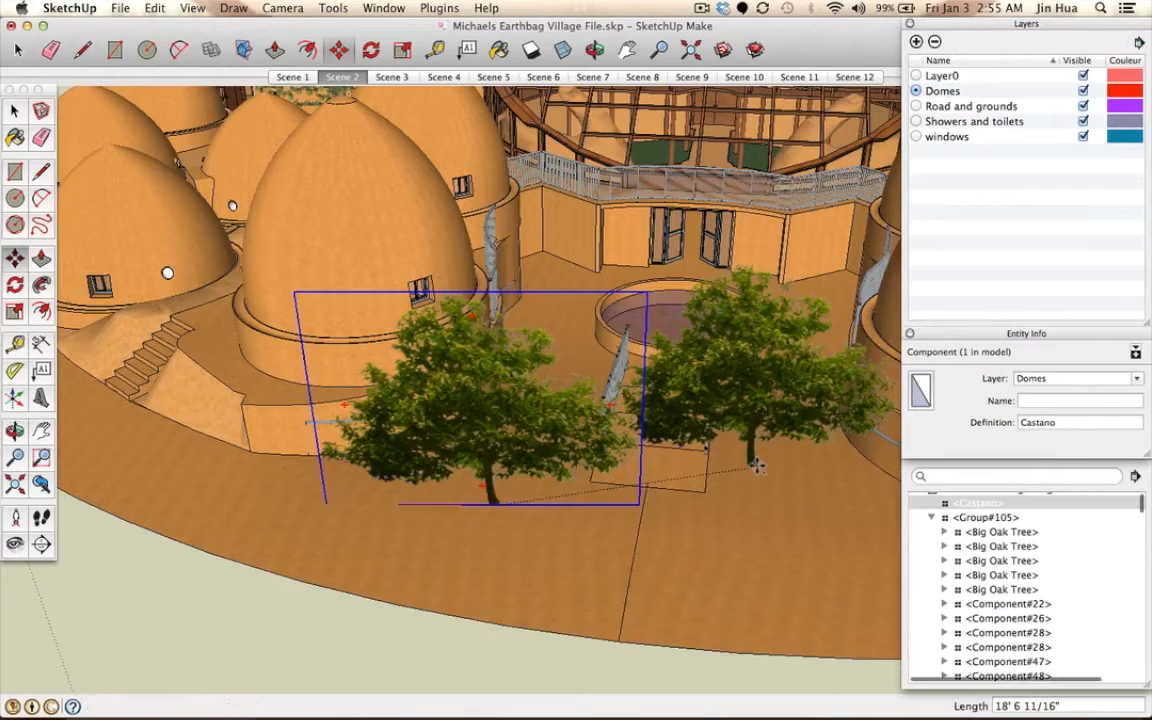 SketchUp File Edit View Draw Camera Tools Window Plugins Help 99% Fri Jan 3 2:55 AM Jin Hua
Michaels Earthbag Village File.skp - SketchUp Make
Layers
A1
Scene 1 Scene 2 Scene 3 Scene 4 Scene 5 Scene 6 Scene 7 Scene 8 Scene 9 Scene 10 Scene 11 Scene 12
Name Visible Couleur
Layer0
Domes
Road and grounds
Showers and toilets
windows
Entity Info
Component (1 in model)
Layer: Domes
Name:
Definition: Castano
A1
<Castano>
<Group#105>
<Big Oak Tree>
<Big Oak Tree>
<Big Oak Tree>
<Big Oak Tree>
<Big Oak Tree>
<Component#22>
<Component#26>
<Component#28>
<Component#28>
<Component#47>
<Component#48>
Length 18' 6 11/16"